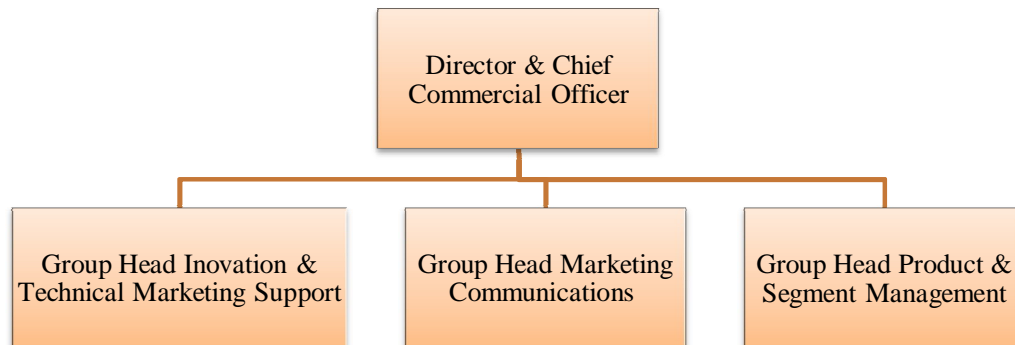 Director & Chief
Commercial Officer
Group Head Inovation &
Technical Marketing Support
Group Head Marketing
Communications
Group Head Product &
Segment Management